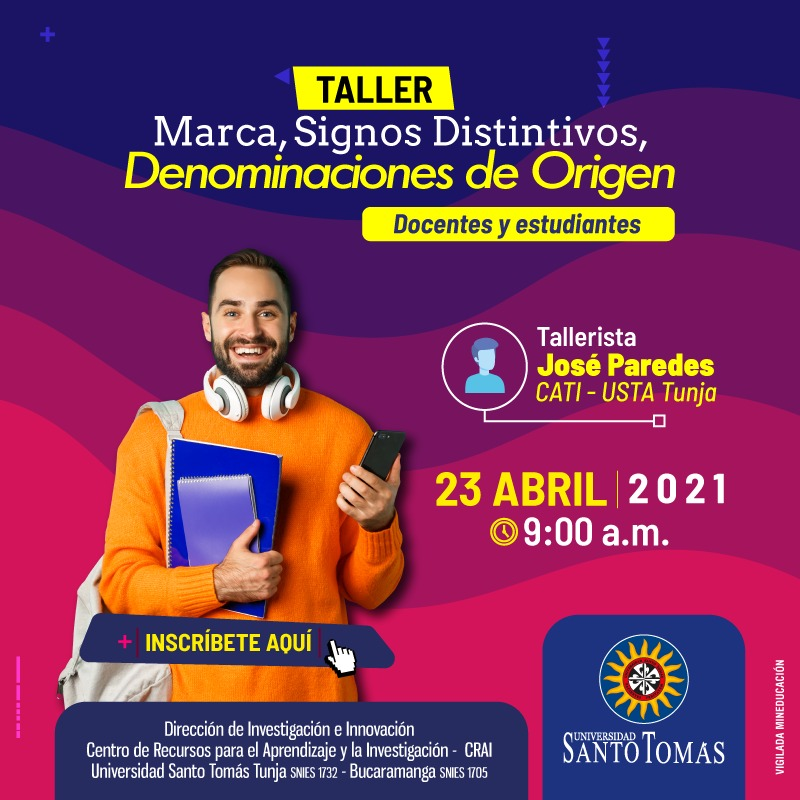 TALLER
Marca, Signos Distintivos,
Denominaciones de Origen
Docentes y estudiantes
Tallerista
José Paredes
CATI - USTA Tunja
23 ABRIL 2021
9:00 a.m.
+ INSCRÍBETE AQUÍ
Dirección de Investigación e Innovación
Centro de Recursos para el Aprendizaje y la Investigación - CRAI
Universidad Santo Tomás Tunja SNIES 1732 - Bucaramanga SNIES 1705
UNIVERSIDAD
SANTO TOMAS
VIGILADA MINEDUCACIÓN